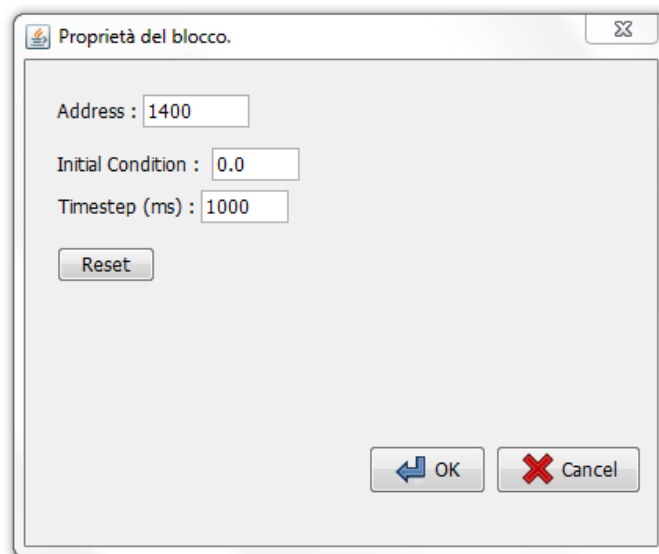 Proprietà del blocco.
Address : 1400
Initial Condition : 0.0
Timestep (ms) : 1000
Reset
OK Cancel